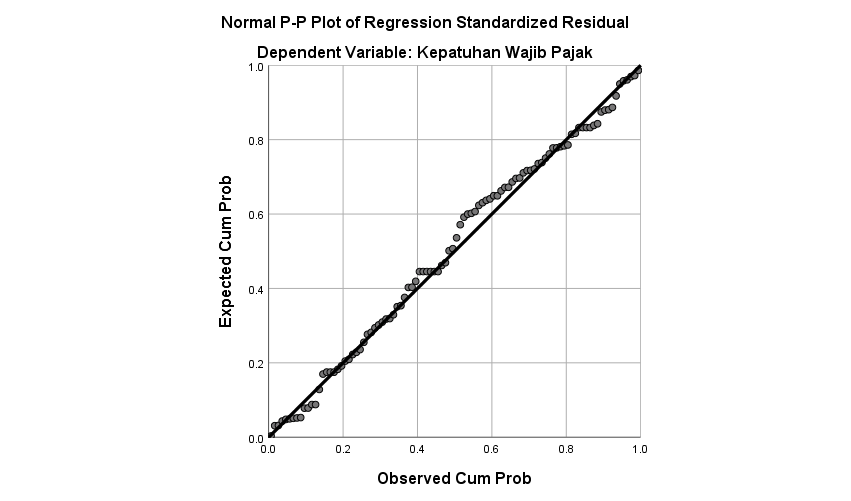 Normal P-P Plot of Regression Standardized Residual
Dependent Variable: Kepatuhan Wajib Pajak
Expected Cum Prob
1.0
0.8
0.6
0.4
0.2
0.0
0.0 0.2 0.4 0.6 0.8 1.0
Observed Cum Prob